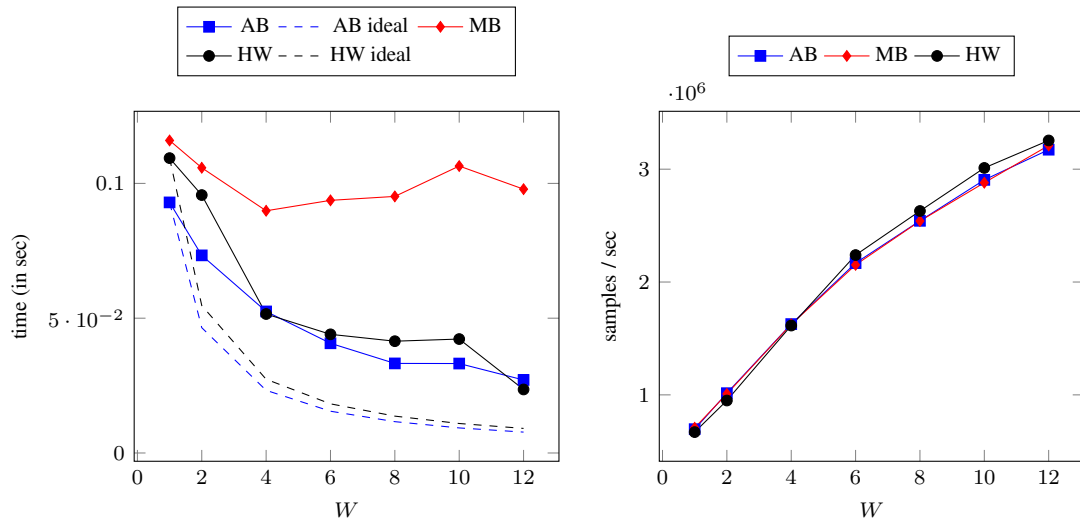 AB AB ideal MB
HW HW ideal
0.1
5 · 10−2
0
time (in sec)
0 2 4 6 8 10 12
W
AB MB HW
·10^6
3
2
1
samples / sec
0 2 4 6 8 10 12
W